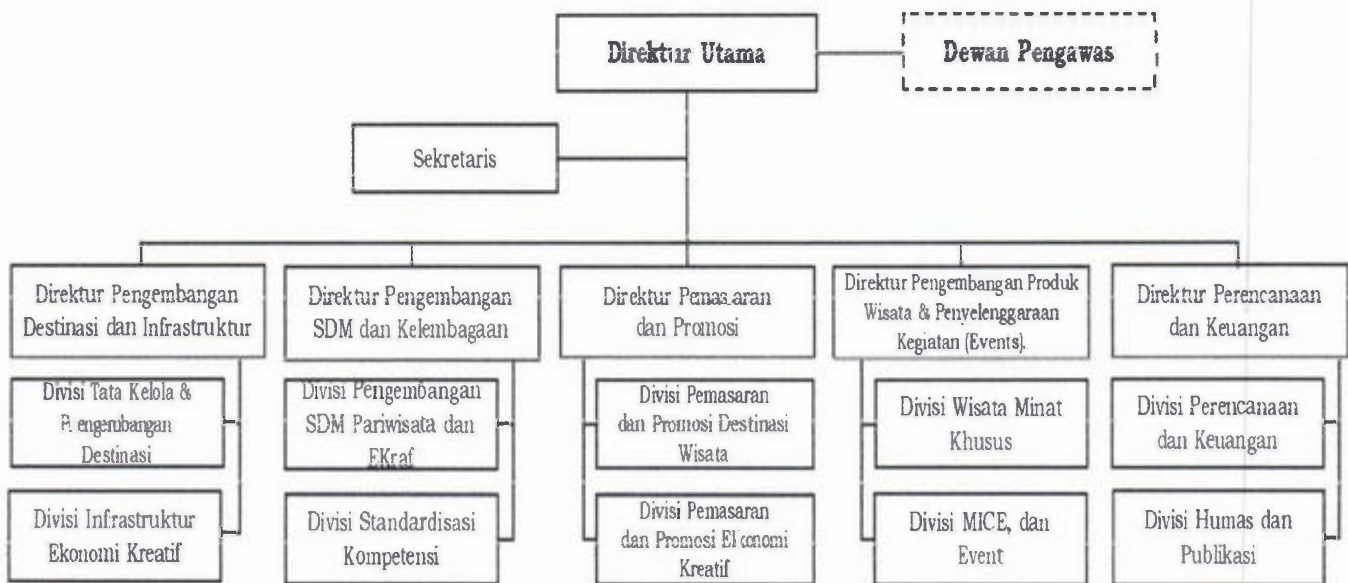 Direktur Utama
Dewan Pengawas
Sekretaris
Direktur Pengembangan
Destinasi dan Infrastruktur
Direktur Pengembangan
SDM dan Kelembagaan
Direktur Pemasaran
dan Promosi
Direktur Pengembangan Produk
Wisata & Penyelenggaraan
Kegiatan (Events).
Direktur Perencanaan
dan Keuangan
Divisi Tata Kelola &
Pengembangan
Destinasi
Divisi Pengembangan
SDM Pariwisata dan
EKraf
Divisi Pemasaran
dan Promosi Destinasi
Wisata
Divisi Wisata Minat
Khusus
Divisi Perencanaan
dan Keuangan
Divisi Infrastruktur
Ekonomi Kreatif
Divisi Standardisasi
Kompetensi
Divisi Pemasaran
dan Promosi Ekonomi
Kreatif
Divisi MICE, dan
Event
Divisi Humas dan
Publikasi